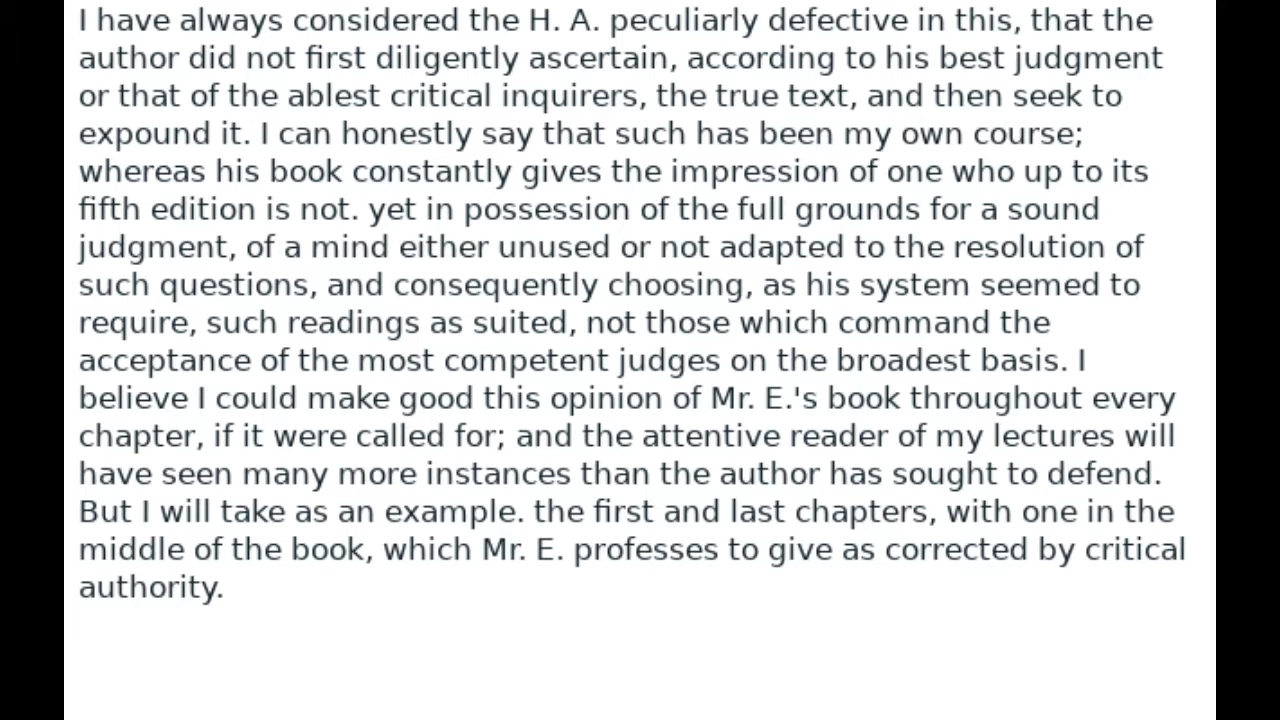 I have always considered the H. A. peculiarly defective in this, that the
author did not first diligently ascertain, according to his best judgment
or that of the ablest critical inquirers, the true text, and then seek to
expound it. I can honestly say that such has been my own course;
whereas his book constantly gives the impression of one who up to its
fifth edition is not. yet in possession of the full grounds for a sound
judgment, of a mind either unused or not adapted to the resolution of
such questions, and consequently choosing, as his system seemed to
require, such readings as suited, not those which command the
acceptance of the most competent judges on the broadest basis. I
believe I could make good this opinion of Mr. E.'s book throughout every
chapter, if it were called for; and the attentive reader of my lectures will
have seen many more instances than the author has sought to defend.
But I will take as an example. the first and last chapters, with one in the
middle of the book, which Mr. E. professes to give as corrected by critical
authority.